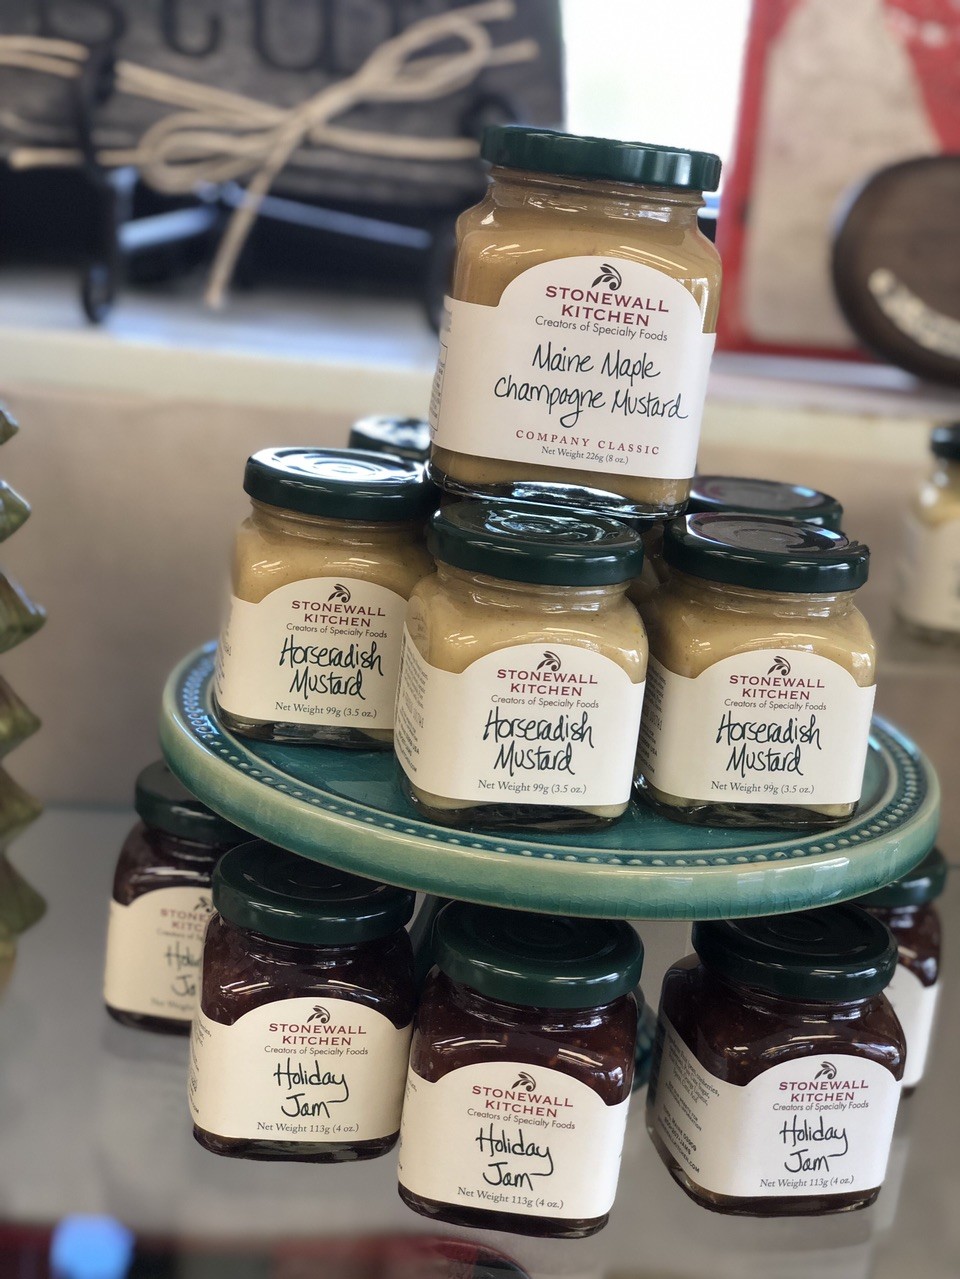 STONEWALL
KITCHEN
Creators of Specialty Foods
Maine Maple
Champagne Mustard
COMPANY CLASSIC
Net Weight 226g (8 oz.)
STONEWALL
KITCHEN
Creators of Specialty Foods
Horseradish
Mustard
Net Weight 99g (3.5 oz.)
STONEWALL
KITCHEN
Creators of Specialty Foods
Horseradish
Mustard
Net Weight 99g (3.5 oz.)
STONEWALL
KITCHEN
Creators of Specialty Foods
Horseradish
Mustard
Net Weight 99g (3.5 oz.)
STONEWALL
KITCHEN
Creators of Specialty Foods
Holiday
Jam
Net Weight 113g (4 oz.)
STONEWALL
KITCHEN
Creators of Specialty Foods
Holiday
Jam
Net Weight 113g (4 oz.)
STONEWALL
KITCHEN
Creators of Specialty Foods
Holiday
Jam
Net Weight 113g (4 oz.)